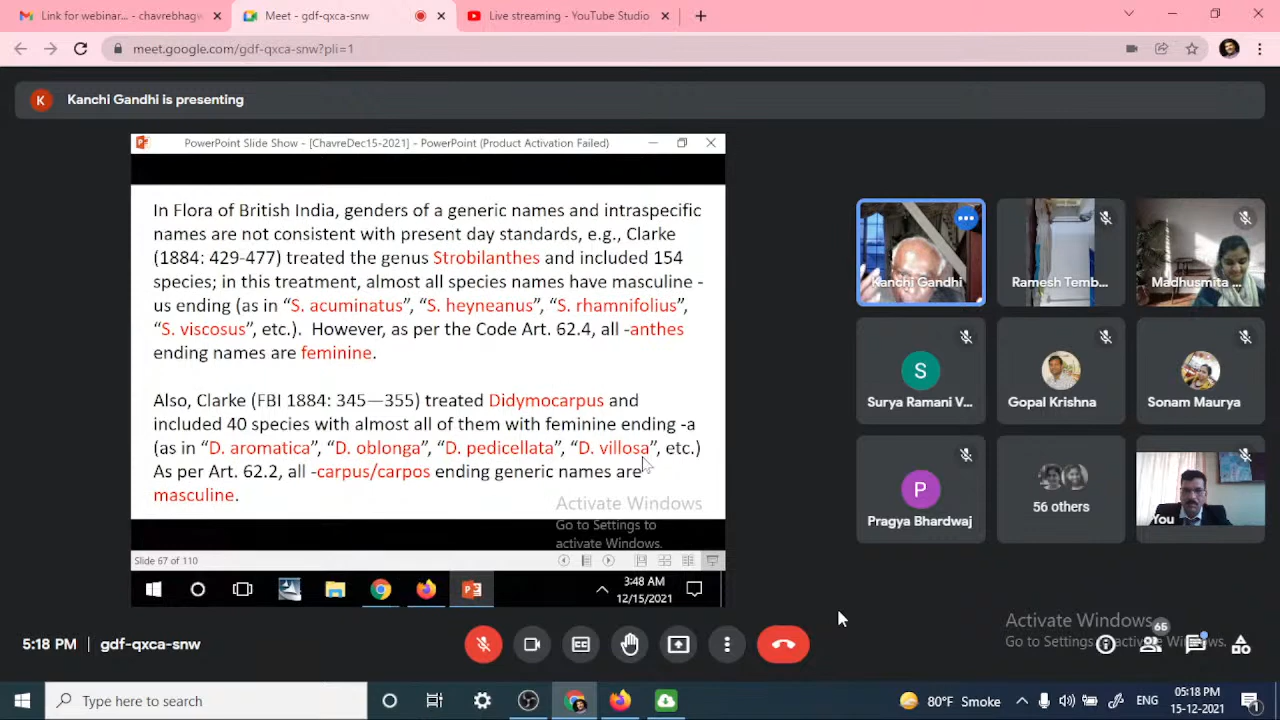 Link for webinar... - chavrebhagw
Meet - gdf-qxca-snw
Live streaming - YouTube Studio
meet.google.com/gdf-qxca-snw?pli=1
K
Kanchi Gandhi is presenting
PowerPoint Slide Show - [ChavreDec15-2021] - PowerPoint (Product Activation Failed)
In Flora of British India, genders of a generic names and intraspecific
names are not consistent with present day standards, e.g., Clarke
(1884: 429-477) treated the genus Strobilanthes and included 154
species; in this treatment, almost all species names have masculine -
us ending (as in “S. acuminatus”, “S. heyneanus”, “S. rhamnifolius”,
“S. viscosus”, etc.). However, as per the Code Art. 62.4, all -anthes
ending names are feminine.
Also, Clarke (FBI 1884: 345—355) treated Didymocarpus and
included 40 species with almost all of them with feminine ending -a
(as in “D. aromatica”, “D. oblonga”, “D. pedicellata”, “D. villosa”, etc.)
As per Art. 62.2, all -carpus/carpos ending generic names are
masculine.
Activate Windows
Go to Settings to
activate Windows.
Slide 67 of 110
3:48 AM
12/15/2021
Kanchi Gandhi
Ramesh Temb...
Madhusmita ...
S
Surya Ramani V...
Gopal Krishna
Sonam Maurya
P
Pragya Bhardwaj
56 others
You
5:18 PM | gdf-qxca-snw
Activate Windows
Go to Settings to activate Windows.
65
Type here to search
80°F Smoke
ENG
05:18 PM
15-12-2021
1